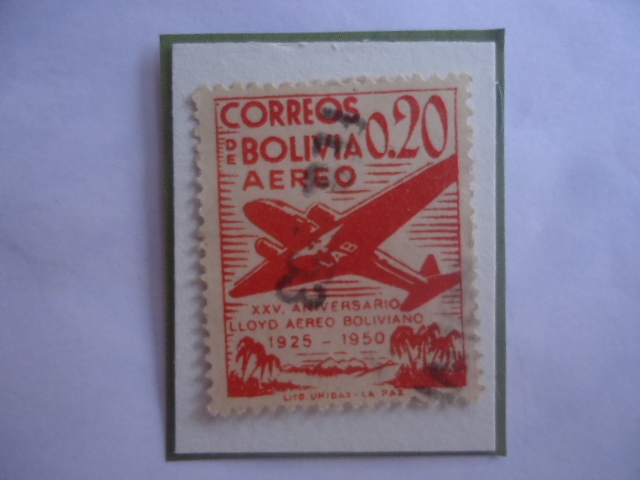 CORREOS
DE BOLIVIA 0.20
AEREO
LAB
XXV. ANIVERSARIO
LLOYD AEREO BOLIVIANO
1925 - 1950
LITO. UNIDAS - LA PAZ